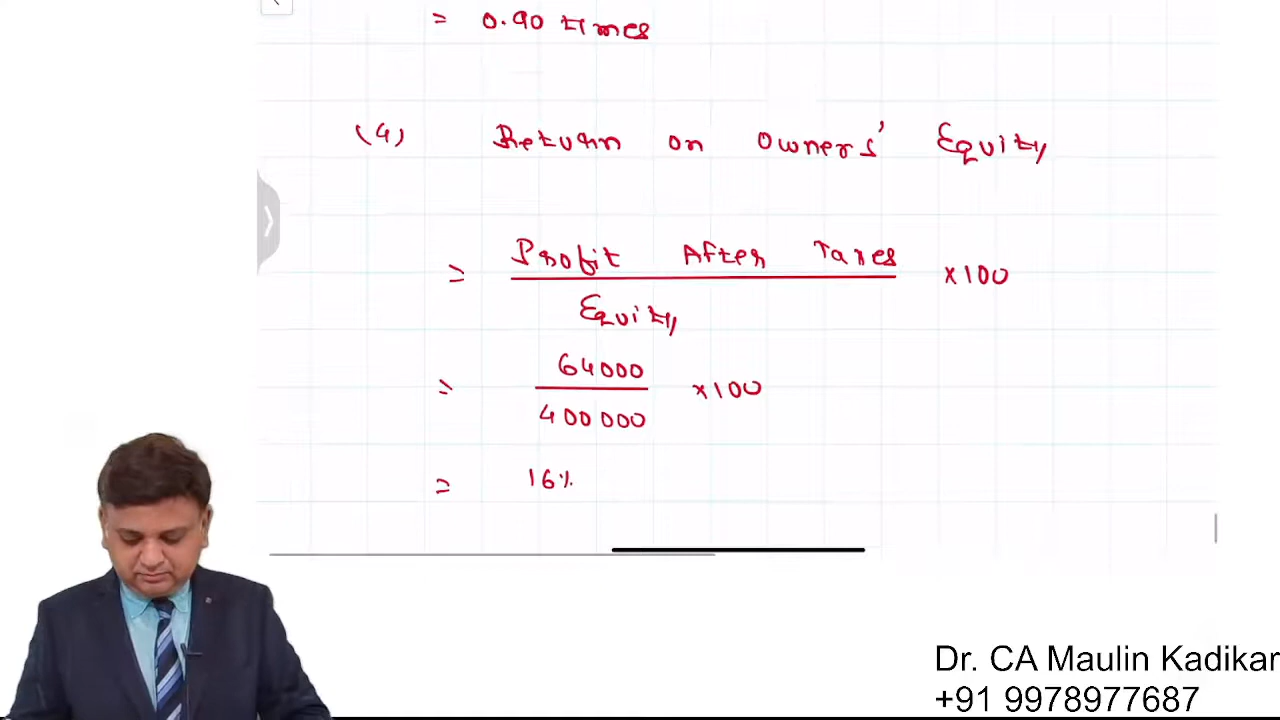 = 0.90 times
(4) Return on Owners' Equity
= Profit After Taxes / Equity ×100
= 64000 / 400000 ×100
= 16%
Dr. CA Maulin Kadikar
+91 9978977687